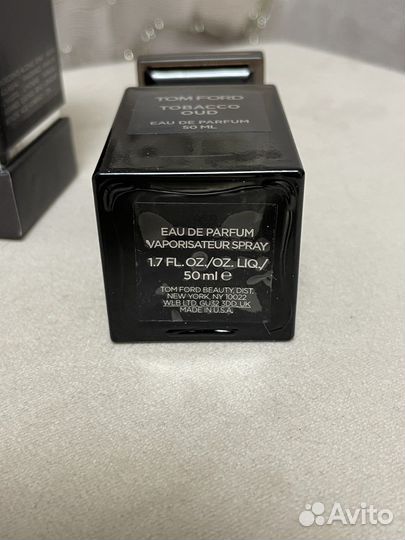 TOM FORD
TOBACCO
OUD
EAU DE PARFUM
50 ML
EAU DE PARFUM
VAPORISATEUR SPRAY
1.7 FL.OZ./OZ. LIQ./
50 ml ℮
TOM FORD BEAUTY, DIST.
NEW YORK, NY 10022
WLB LTD, GU32 3DD, UK
MADE IN U.S.A.
Avito